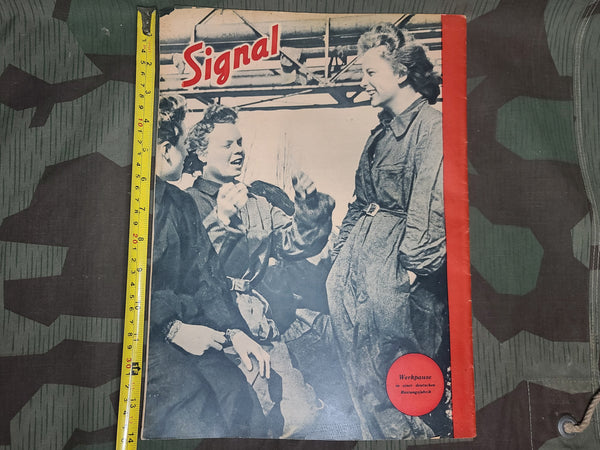 Signal
Werkpause
in einer deutschen
Rüstungsfabrik